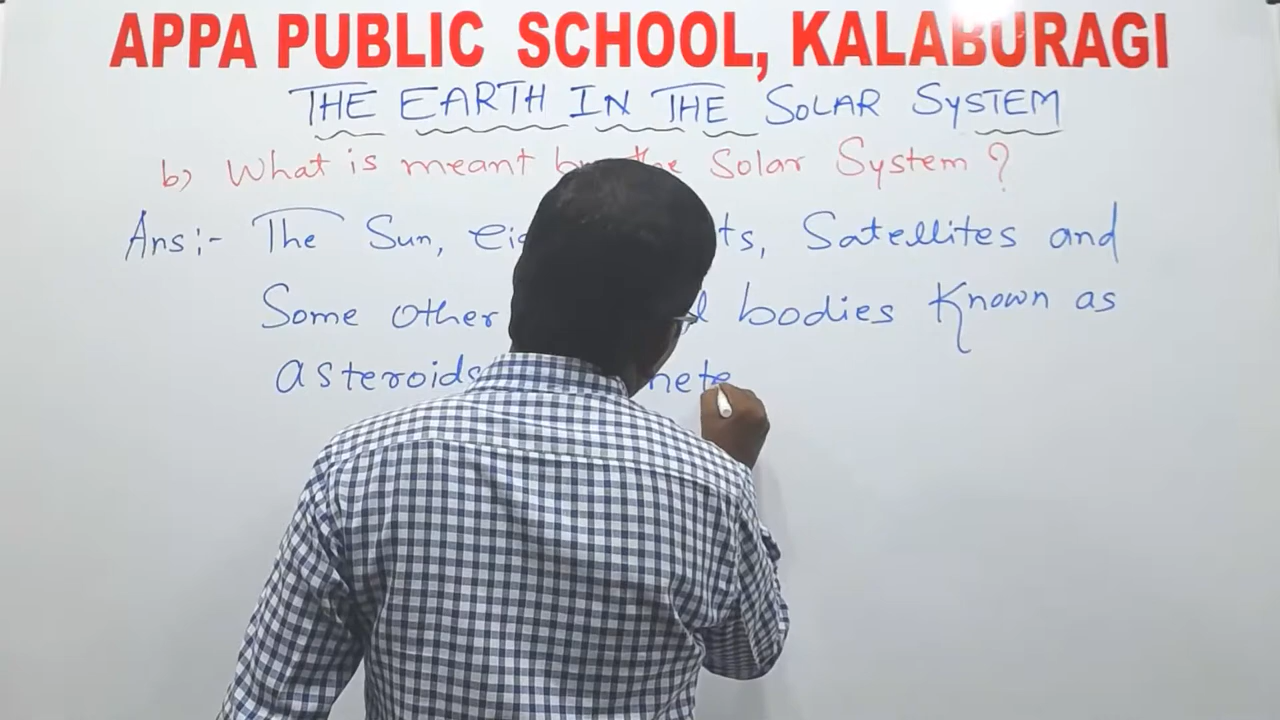 APPA PUBLIC SCHOOL, KALABURAGI
THE EARTH IN THE SOLAR SYSTEM
b) What is meant the Solar System?
Ans:- The Sun, Satellites and
Some other bodies Known as
asteroids